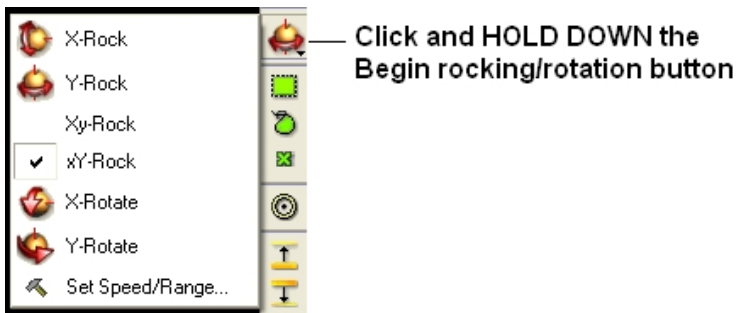 X-Rock
Click and HOLD DOWN the
Begin rocking/rotation button
Y-Rock
Xy-Rock
xY-Rock
X-Rotate
Y-Rotate
Set Speed/Range...